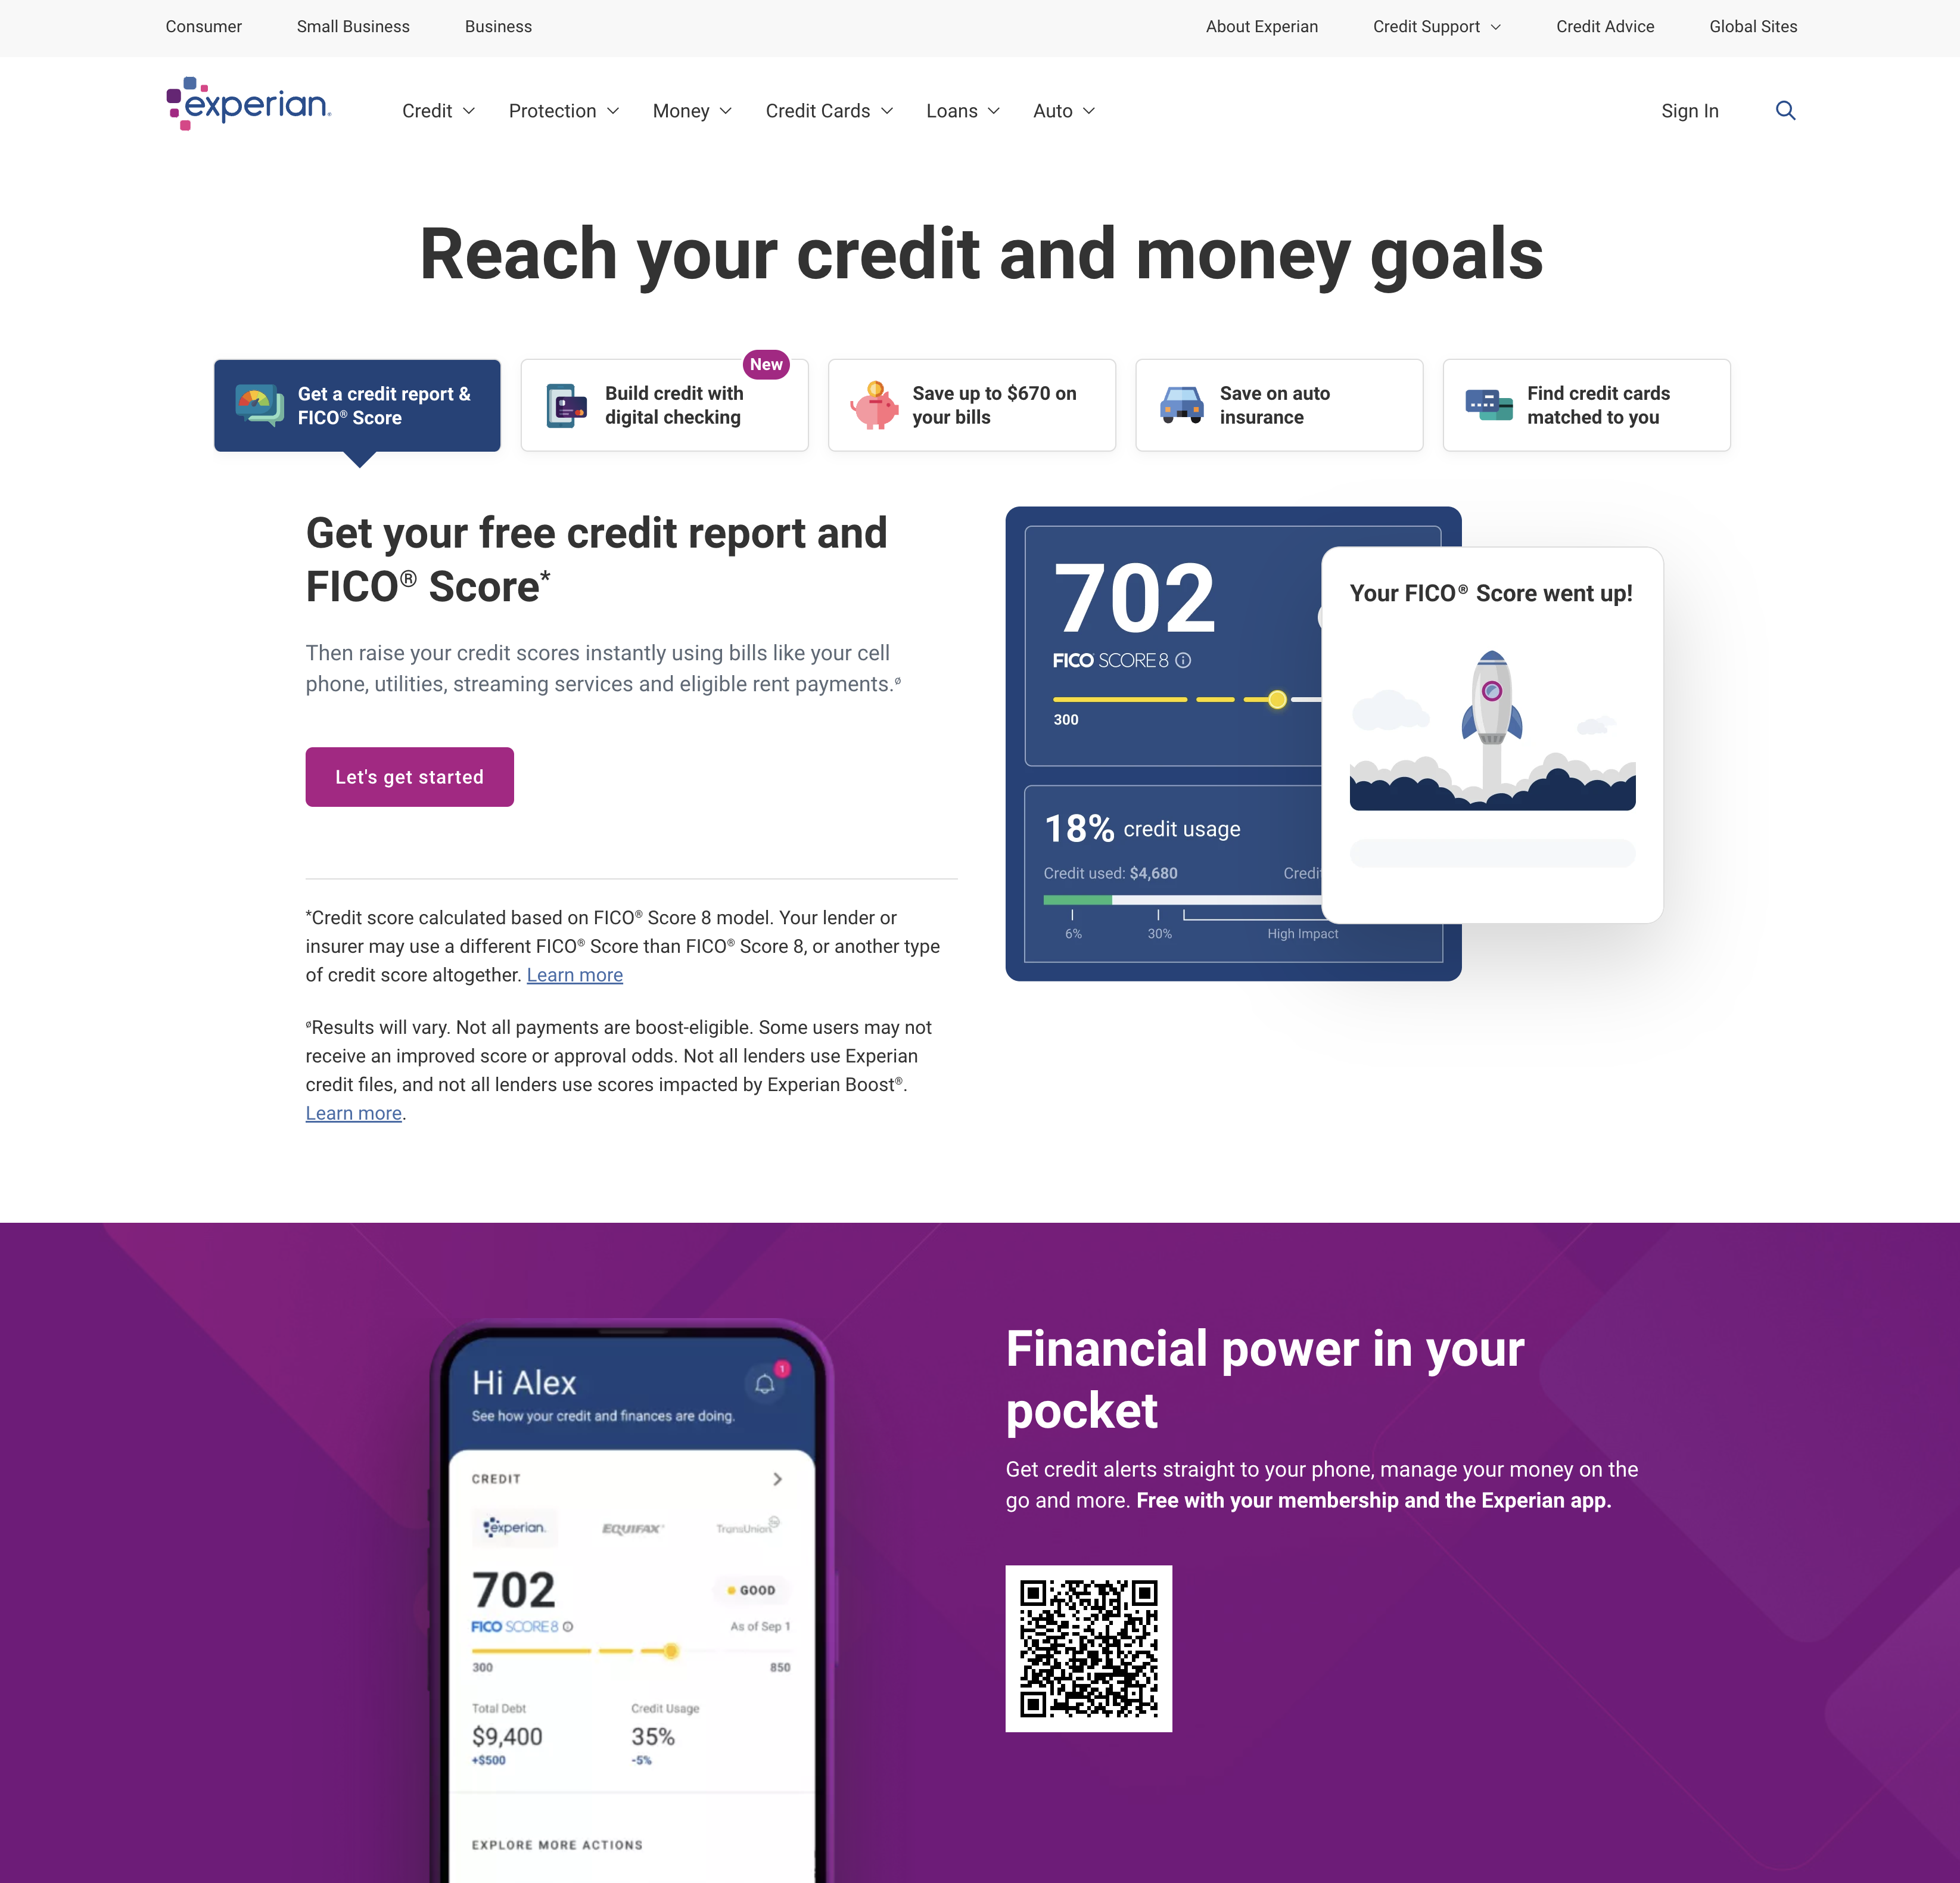 Consumer Small Business Business About Experian Credit Support Credit Advice Global Sites
experian. Credit Protection Money Credit Cards Loans Auto Sign In
Reach your credit and money goals
Get a credit report &
FICO® Score
New
Build credit with
digital checking
Save up to $670 on
your bills
Save on auto
insurance
Find credit cards
matched to you
Get your free credit report and
FICO® Score*
Then raise your credit scores instantly using bills like your cell
phone, utilities, streaming services and eligible rent payments.ø
Let's get started
*Credit score calculated based on FICO® Score 8 model. Your lender or
insurer may use a different FICO® Score than FICO® Score 8, or another type
of credit score altogether. Learn more
øResults will vary. Not all payments are boost-eligible. Some users may not
receive an improved score or approval odds. Not all lenders use Experian
credit files, and not all lenders use scores impacted by Experian Boost®.
Learn more.
702
FICO SCORE 8
300
18% credit usage
Credit used: $4,680
6% 30% High Impact
Your FICO® Score went up!
Hi Alex
1
See how your credit and finances are doing.
CREDIT
experian. EQUIFAX TransUnion
702 GOOD
FICO SCORE 8 As of Sep 1
300 850
Total Debt Credit Usage
$9,400 35%
+$500 -5%
EXPLORE MORE ACTIONS
Financial power in your
pocket
Get credit alerts straight to your phone, manage your money on the
go and more. Free with your membership and the Experian app.